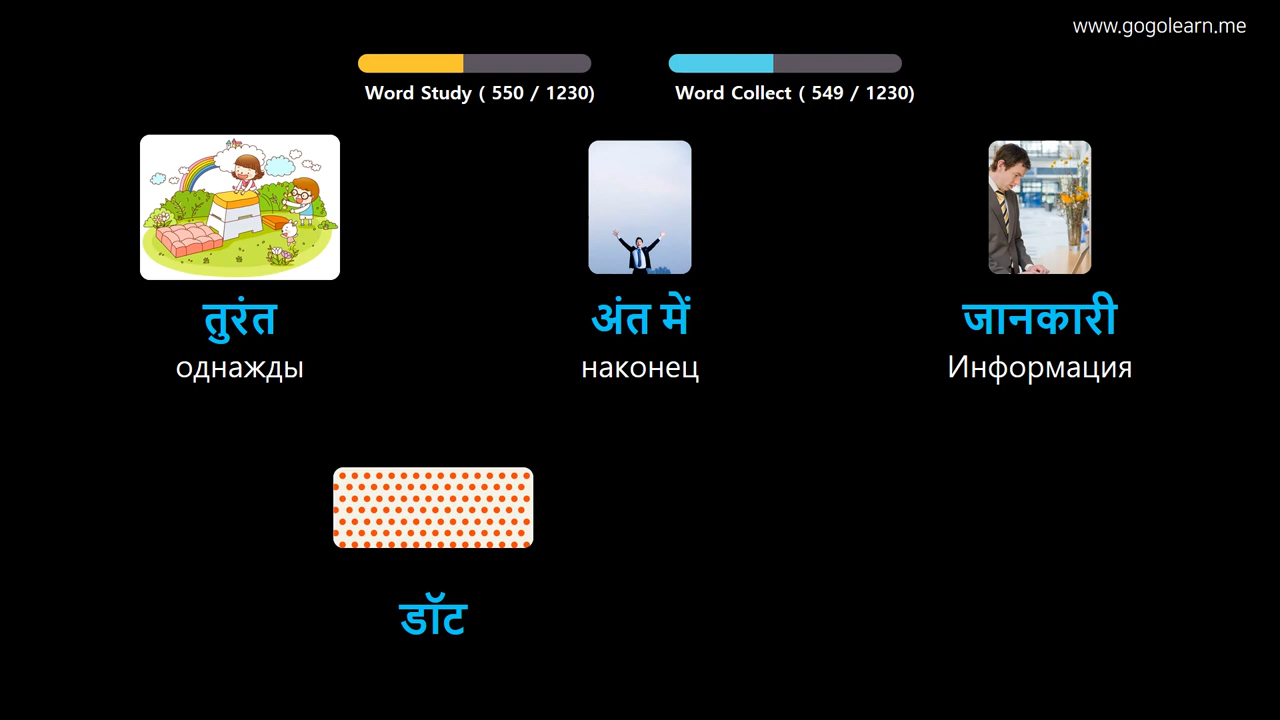 www.gogolearn.me
Word Study ( 550 / 1230)
Word Collect ( 549 / 1230)
तुरंत
अंत में
जानकारी
однажды
наконец
Информация
डॉट